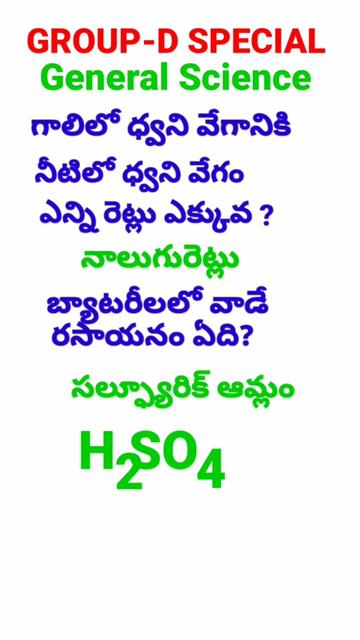 GROUP-D SPECIAL
General Science
గాలిలో ధ్వని వేగానికి
నీటిలో ధ్వని వేగం
ఎన్ని రెట్లు ఎక్కువ ?
నాలుగురెట్లు
బ్యాటరీలలో వాడే
రసాయనం ఏది?
సల్ఫ్యూరిక్ ఆమ్లం
H2SO4